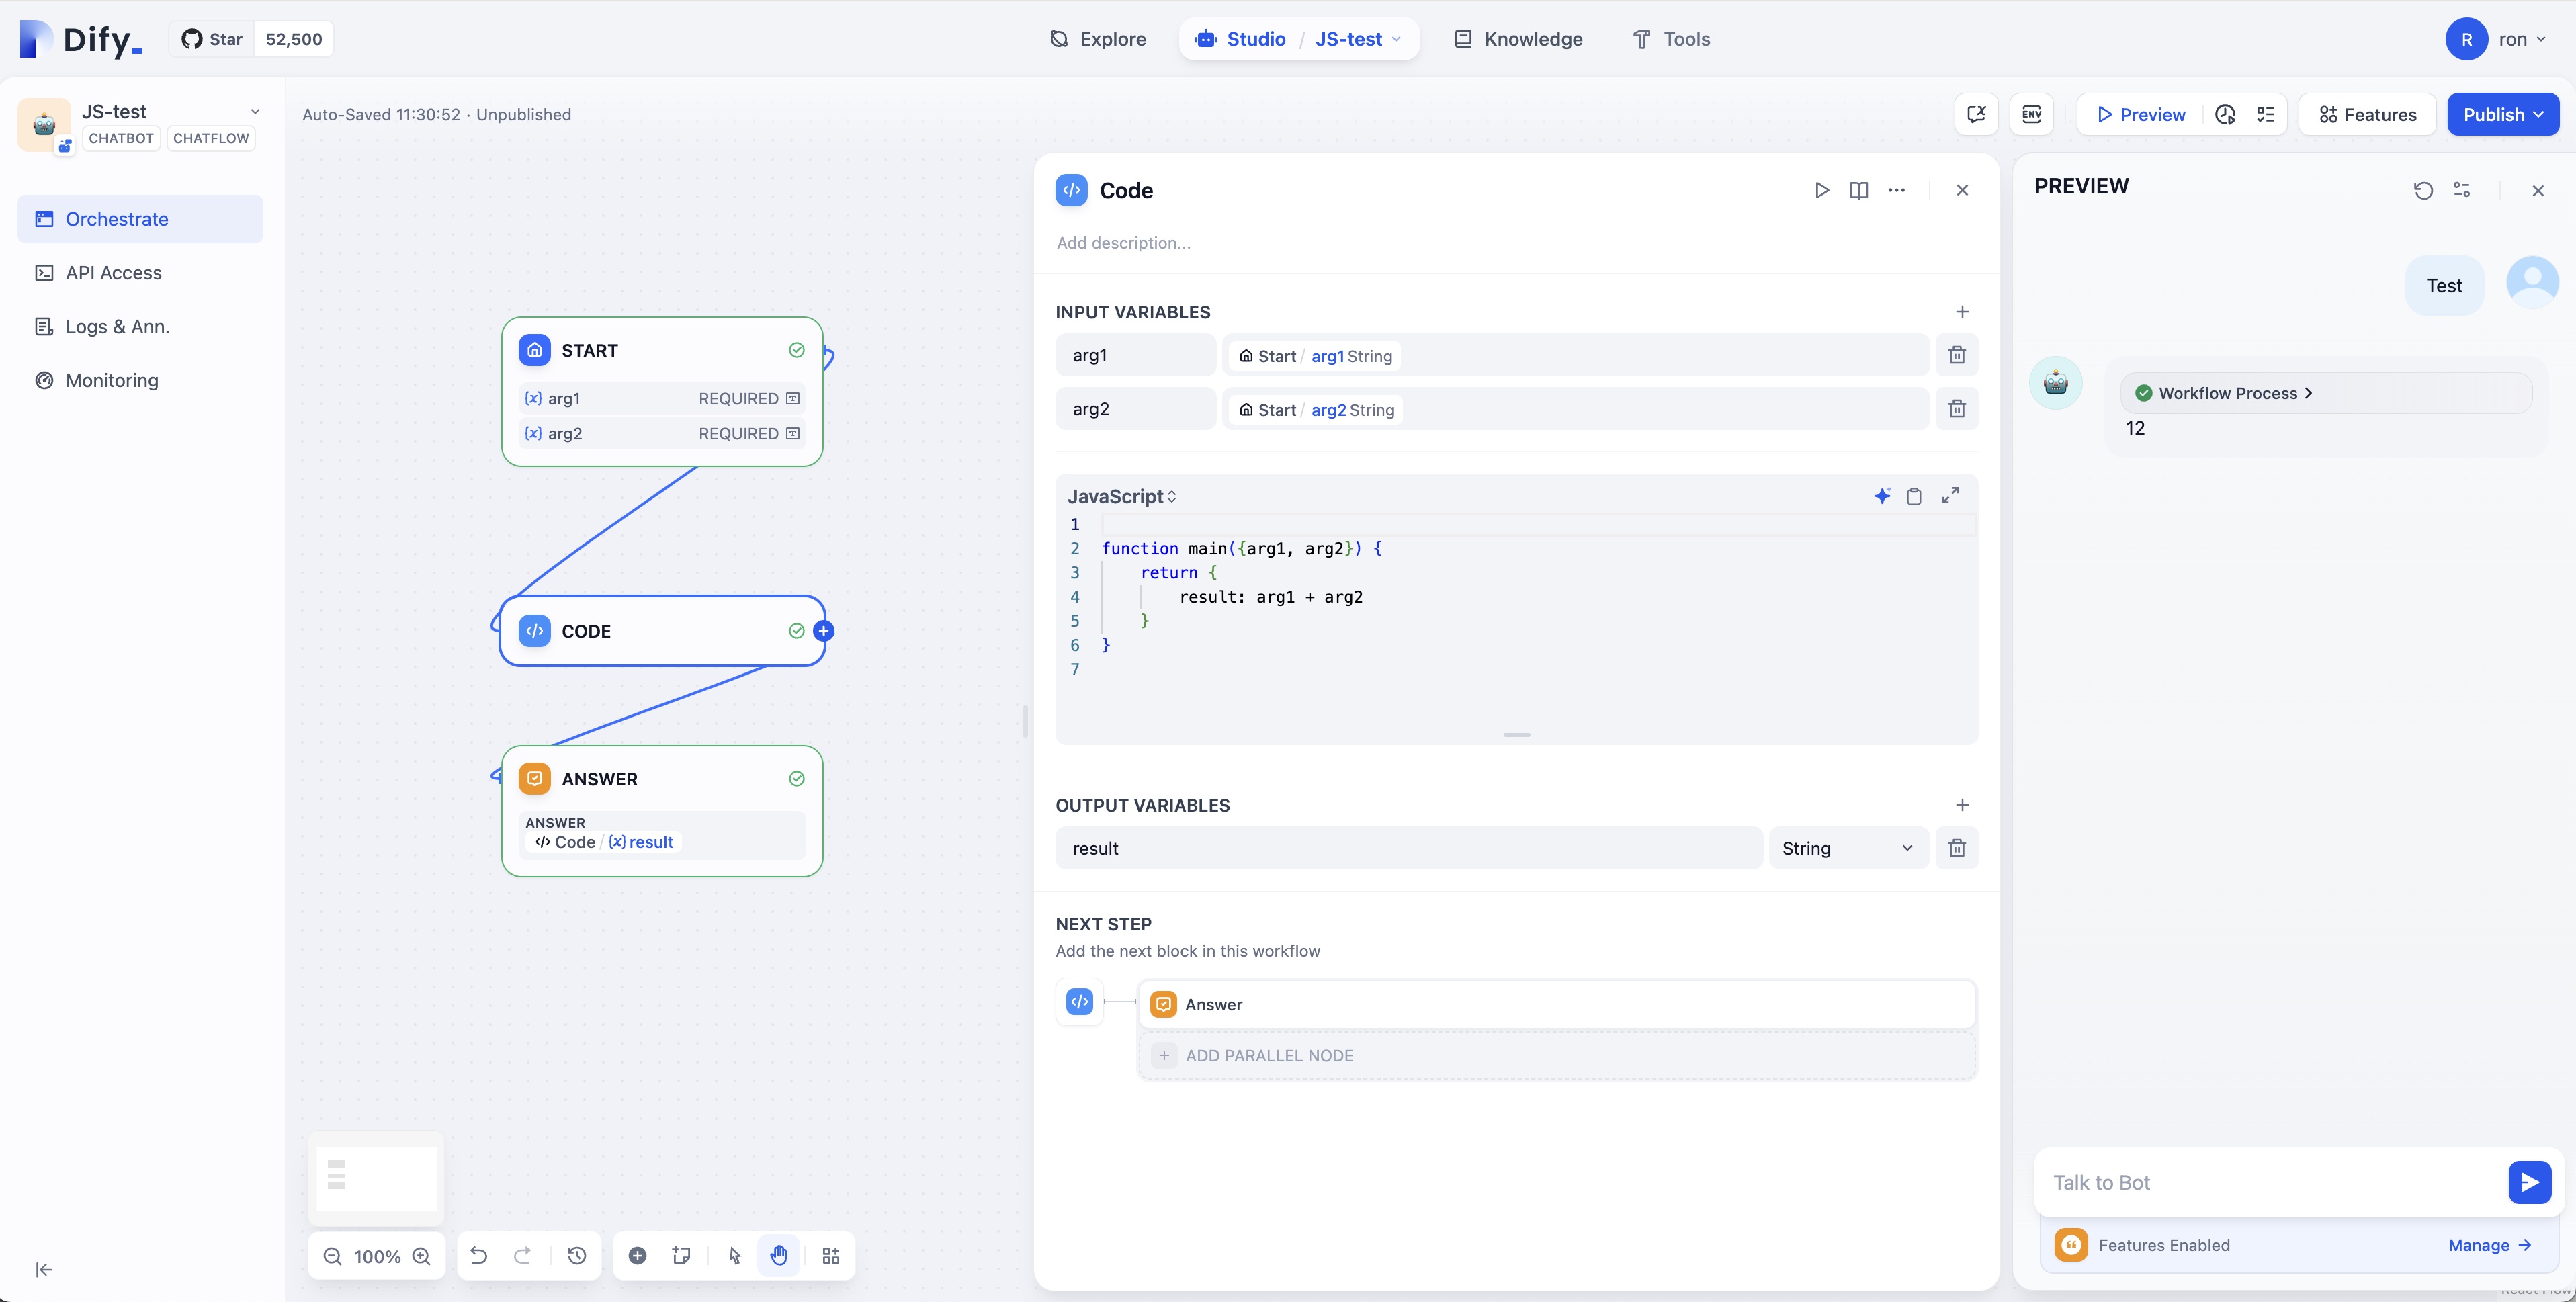 Dify_
Star 52,500
Explore
Studio / JS-test
Knowledge
Tools
R ron
JS-test
CHATBOT CHATFLOW
Orchestrate
API Access
Logs & Ann.
Monitoring
Auto-Saved 11:30:52 · Unpublished
ENV
Preview
Features
Publish
START
{x} arg1 REQUIRED
{x} arg2 REQUIRED
CODE
ANSWER
ANSWER
Code / {x} result
100%
Code
Add description...
INPUT VARIABLES
arg1 Start / arg1 String
arg2 Start / arg2 String
JavaScript
1
2 function main({arg1, arg2}) {
3 return {
4 result: arg1 + arg2
5 }
6 }
7
OUTPUT VARIABLES
result String
NEXT STEP
Add the next block in this workflow
Answer
+ ADD PARALLEL NODE
PREVIEW
Test
Workflow Process >
12
Talk to Bot
Features Enabled Manage →
React Flow